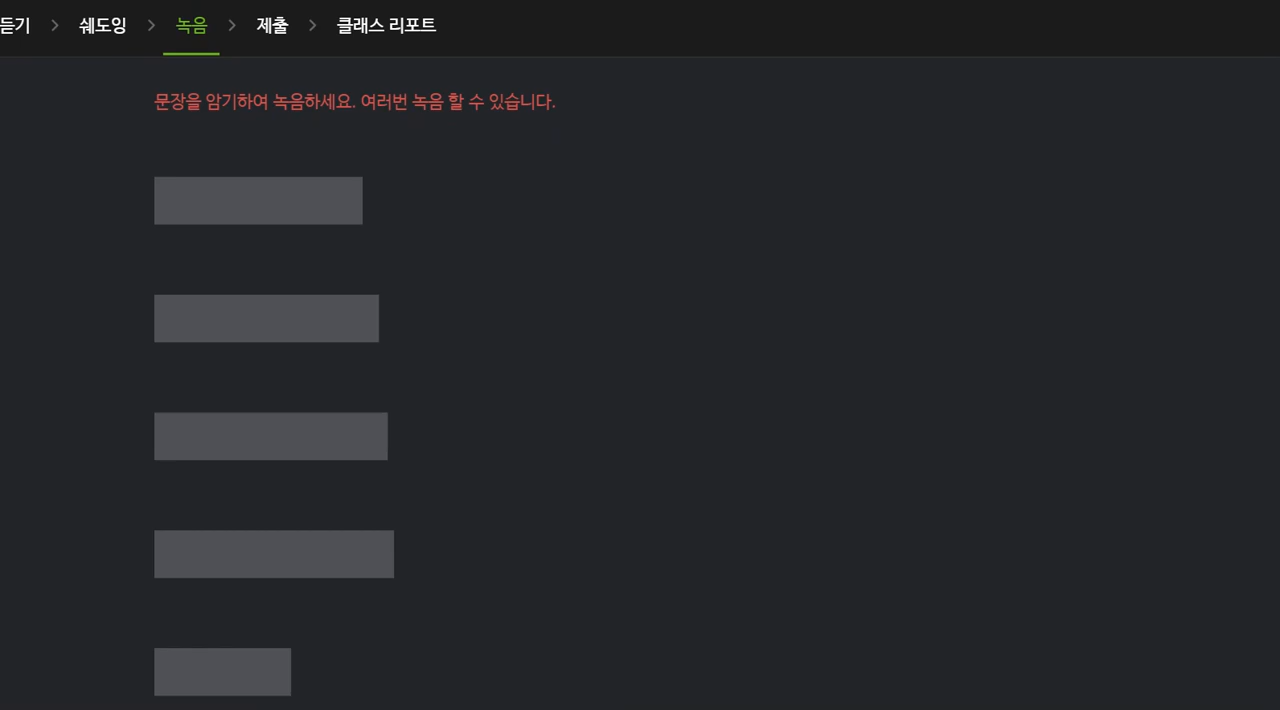 듣기 > 쉐도잉 > 녹음 > 제출 > 클래스 리포트
문장을 암기하여 녹음하세요. 여러번 녹음 할 수 있습니다.